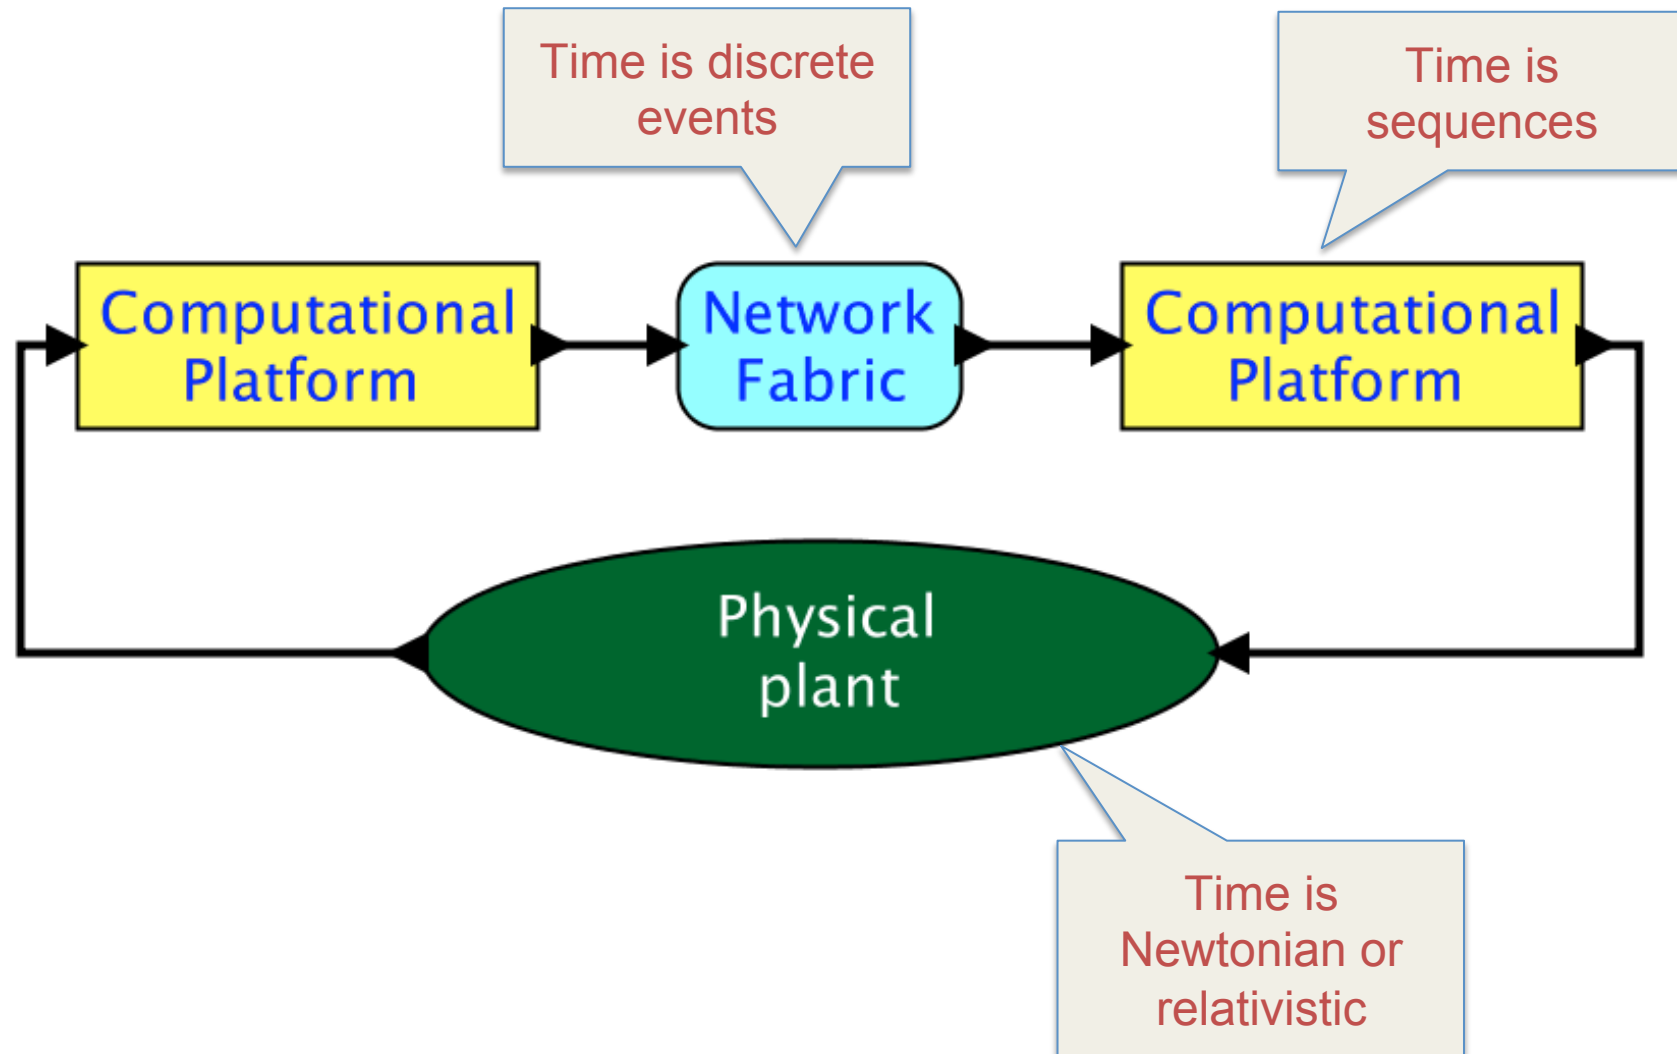 Time is discrete
events
Time is
sequences
Computational
Platform
Network
Fabric
Computational
Platform
Physical
plant
Time is
Newtonian or
relativistic